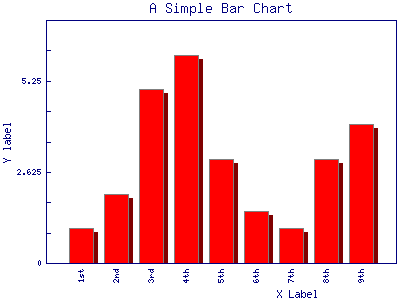 A Simple Bar Chart
Y label
5.25
2.625
0
1st
2nd
3rd
4th
5th
6th
7th
8th
9th
X Label